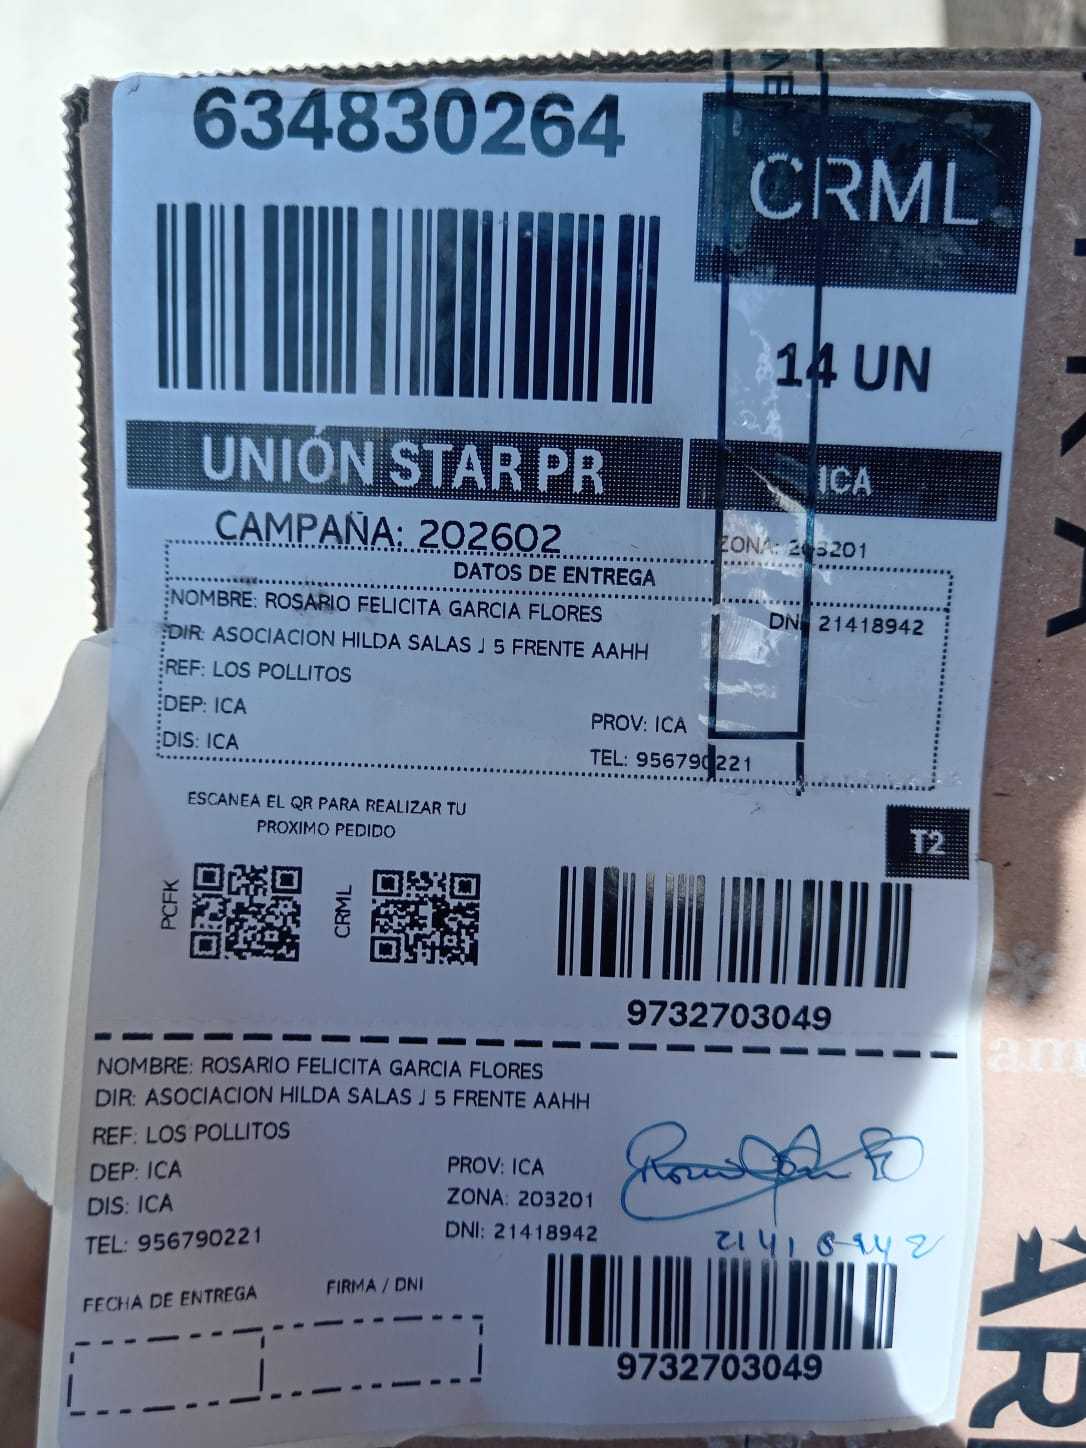 634830264
CRML
14 UN
UNIÓN STAR PR
ICA
CAMPAÑA: 202602
ZONA: 203201
DATOS DE ENTREGA
NOMBRE: ROSARIO FELICITA GARCIA FLORES
DNI: 21418942
DIR: ASOCIACION HILDA SALAS J 5 FRENTE AAHH
REF: LOS POLLITOS
DEP: ICA
PROV: ICA
DIS: ICA
TEL: 956790221
ESCANEA EL QR PARA REALIZAR TU
PROXIMO PEDIDO
T2
PCFK
CRML
9732703049
NOMBRE: ROSARIO FELICITA GARCIA FLORES
DIR: ASOCIACION HILDA SALAS J 5 FRENTE AAHH
REF: LOS POLLITOS
DEP: ICA
PROV: ICA
DIS: ICA
ZONA: 203201
TEL: 956790221
DNI: 21418942
21418942
FECHA DE ENTREGA
FIRMA / DNI
9732703049
am
AR